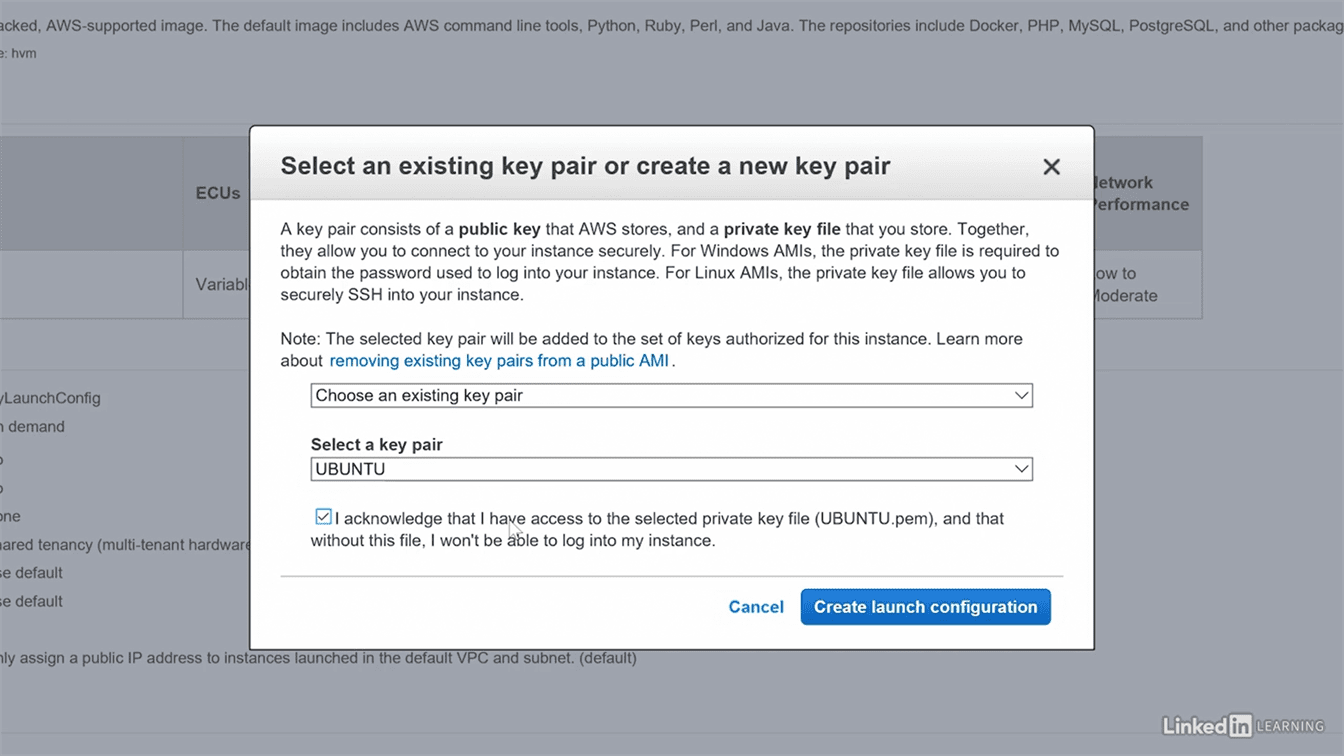 acked, AWS-supported image. The default image includes AWS command line tools, Python, Ruby, Perl, and Java. The repositories include Docker, PHP, MySQL, PostgreSQL, and other packag
e: hvm
Select an existing key pair or create a new key pair
ECUs
Network
Performance
A key pair consists of a public key that AWS stores, and a private key file that you store. Together,
they allow you to connect to your instance securely. For Windows AMIs, the private key file is required to
obtain the password used to log into your instance. For Linux AMIs, the private key file allows you to
securely SSH into your instance.
Variabl
ow to
Moderate
Note: The selected key pair will be added to the set of keys authorized for this instance. Learn more
about removing existing key pairs from a public AMI.
Choose an existing key pair
yLaunchConfig
n demand
Select a key pair
UBUNTU
o
o
one
I acknowledge that I have access to the selected private key file (UBUNTU.pem), and that
without this file, I won't be able to log into my instance.
ared tenancy (multi-tenant hardware
se default
se default
Cancel
Create launch configuration
nly assign a public IP address to instances launched in the default VPC and subnet. (default)
LinkedIn LEARNING